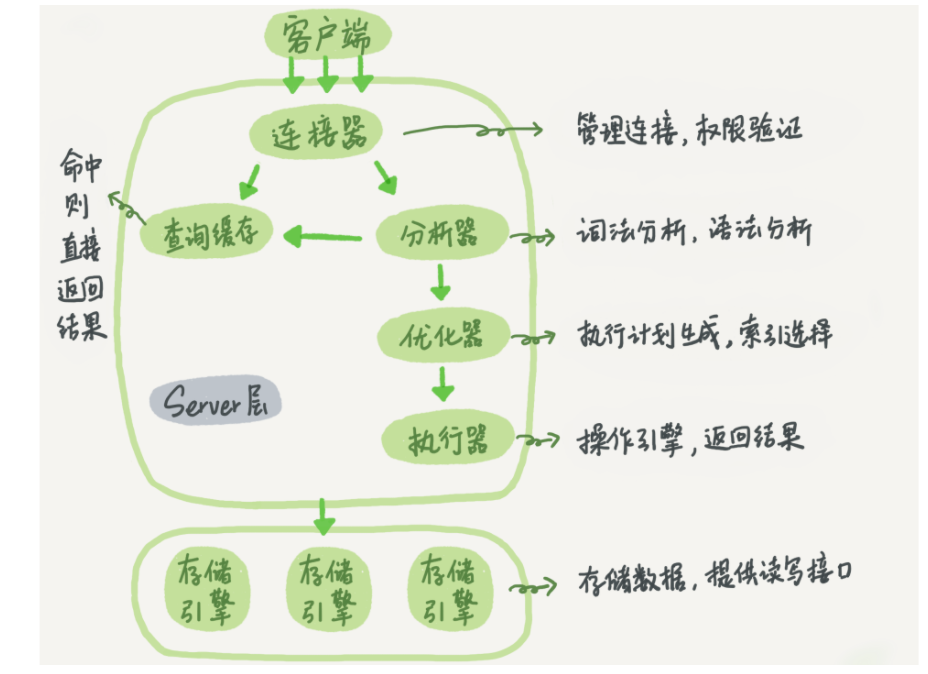 客户端
连接器
管理连接，权限验证
命中
则
直接
返回
结果
查询缓存
分析器
词法分析，语法分析
优化器
执行计划生成，索引选择
Server层
执行器
操作引擎，返回结果
存储
引擎
存储
引擎
存储
引擎
存储数据，提供读写接口